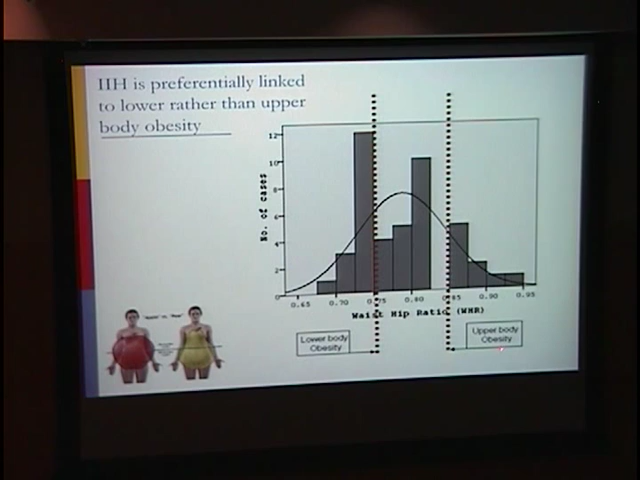 IIH is preferentially linked
to lower rather than upper
body obesity
12
10
8
6
4
2
0
No. of cases
0.65 0.70 0.75 0.80 0.85 0.90 0.95
Waist Hip Ratio (WHR)
Lower body
Obesity
Upper body
Obesity